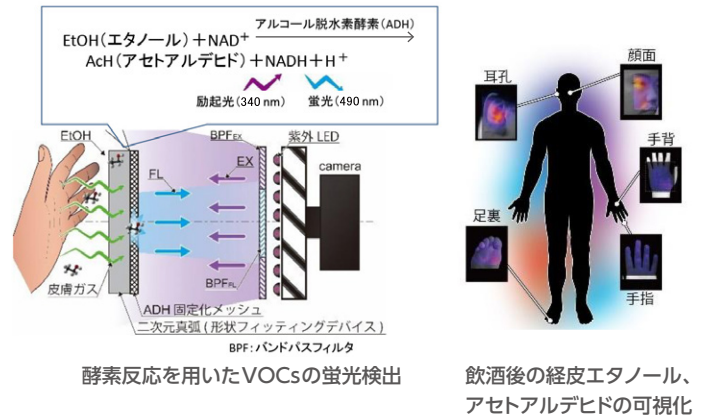 アルコール脱水素酵素(ADH)
EtOH(エタノール)+NAD⁺
AcH(アセトアルデヒド)+NADH+H⁺
励起光(340 nm) 蛍光(490 nm)
EtOH
BPFEX
紫外 LED
FL
EX
camera
皮膚ガス
BPFFL
ADH 固定化メッシュ
二次元真弧(形状フィッティングデバイス)
BPF:バンドパスフィルタ
酵素反応を用いたVOCsの蛍光検出
耳孔
顔面
手背
足裏
手指
飲酒後の経皮エタノール、
アセトアルデヒドの可視化